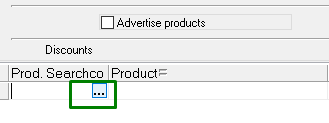 Advertise products
Discounts
Prod. Searchco Product
...